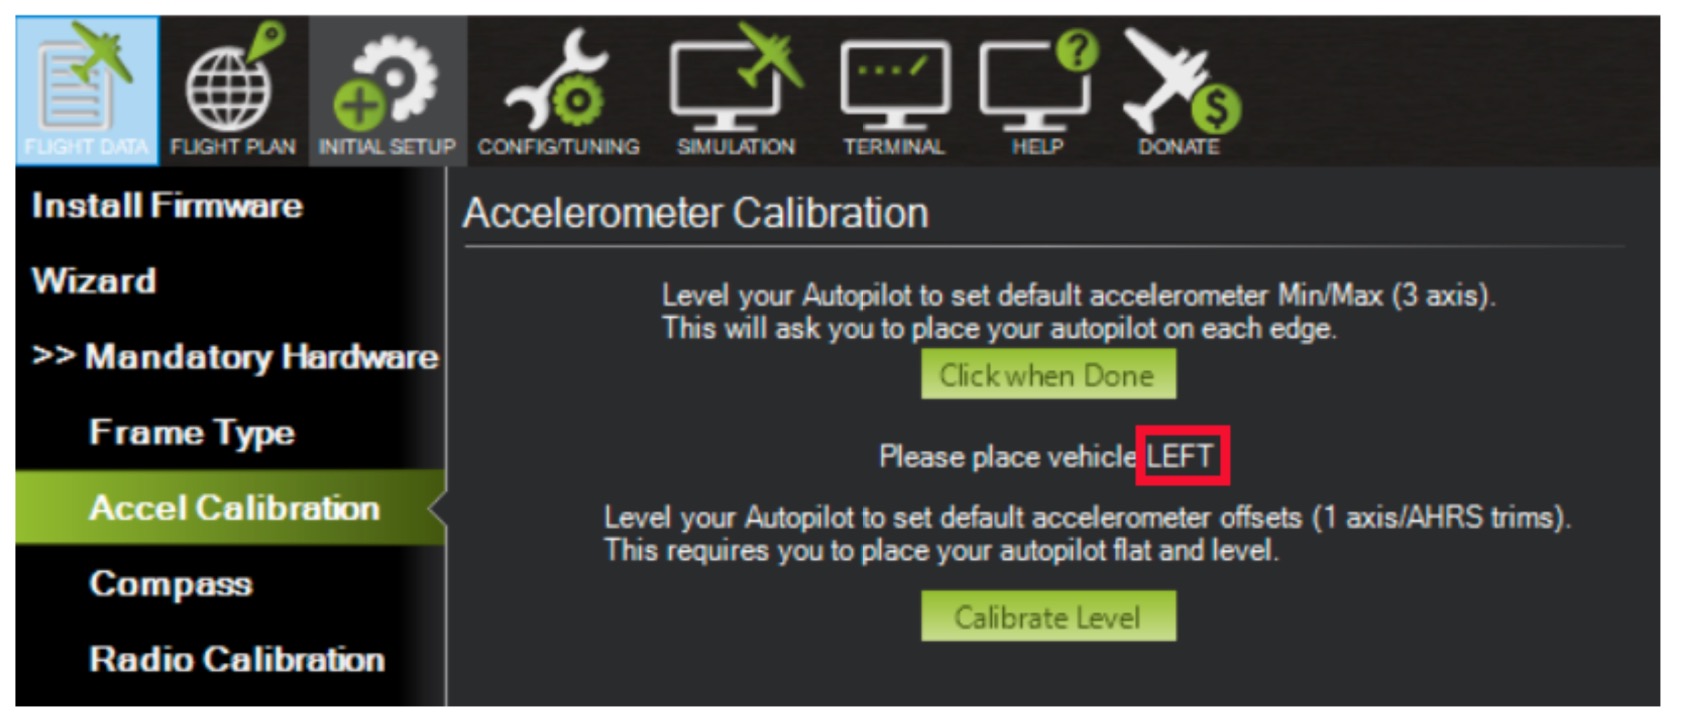 FLIGHT DATA
FLIGHT PLAN
INITIAL SETUP
CONFIG/TUNING
SIMULATION
TERMINAL
HELP
DONATE
Install Firmware
Wizard
>> Mandatory Hardware
Frame Type
Accel Calibration
Compass
Radio Calibration
Accelerometer Calibration
Level your Autopilot to set default accelerometer Min/Max (3 axis).
This will ask you to place your autopilot on each edge.
Click when Done
Please place vehicle LEFT
Level your Autopilot to set default accelerometer offsets (1 axis/AHRS trims).
This requires you to place your autopilot flat and level.
Calibrate Level